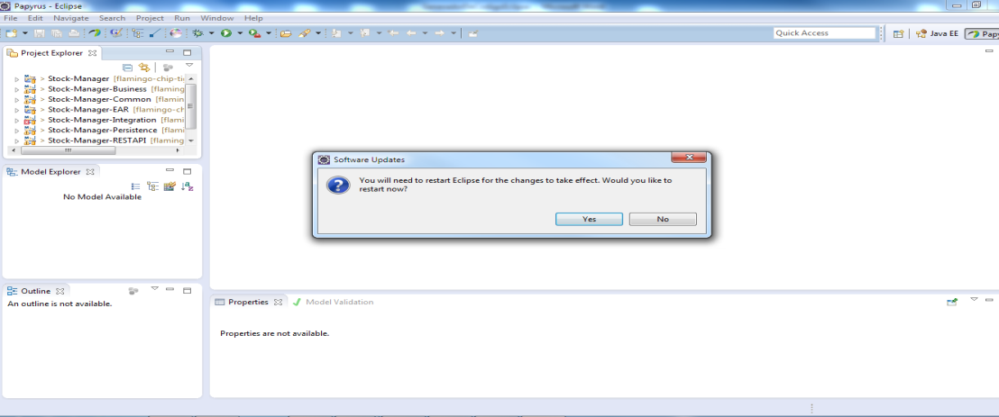 Papyrus - Eclipse
File Edit Navigate Search Project Run Window Help
Quick Access
Java EE
Project Explorer
> Stock-Manager [flamingo-chip-ti
> Stock-Manager-Business [flaming
> Stock-Manager-Common [flamin
> Stock-Manager-EAR [flamingo-ch
> Stock-Manager-Integration [flami
> Stock-Manager-Persistence [flami
> Stock-Manager-RESTAPI [flaming
Model Explorer
No Model Available
Software Updates
You will need to restart Eclipse for the changes to take effect. Would you like to
restart now?
Yes No
Outline
An outline is not available.
Properties Model Validation
Properties are not available.